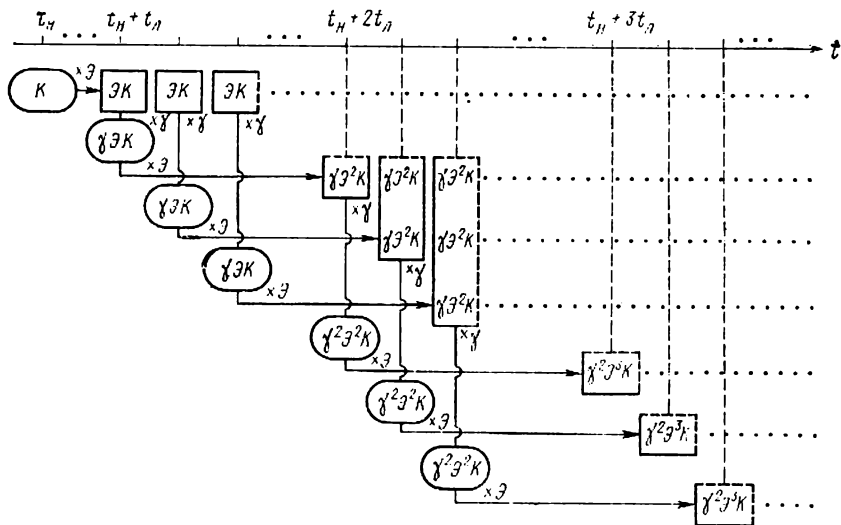 τ_н ... t_н + t_л ... t_н + 2t_л ... t_н + 3t_л ...
t
К ×Э ЭК ЭК ЭК
×γ ×γ ×γ
γЭК
×Э γЭ²К γЭ²К γЭ²К
γЭК ×γ
×Э γЭ²К γЭ²К
γЭК ×γ
×Э γЭ²К
×γ
γ²Э²К
×Э γ²Э³К
γ²Э²К
×Э γ²Э³К
γ²Э²К
×Э γ²Э³К